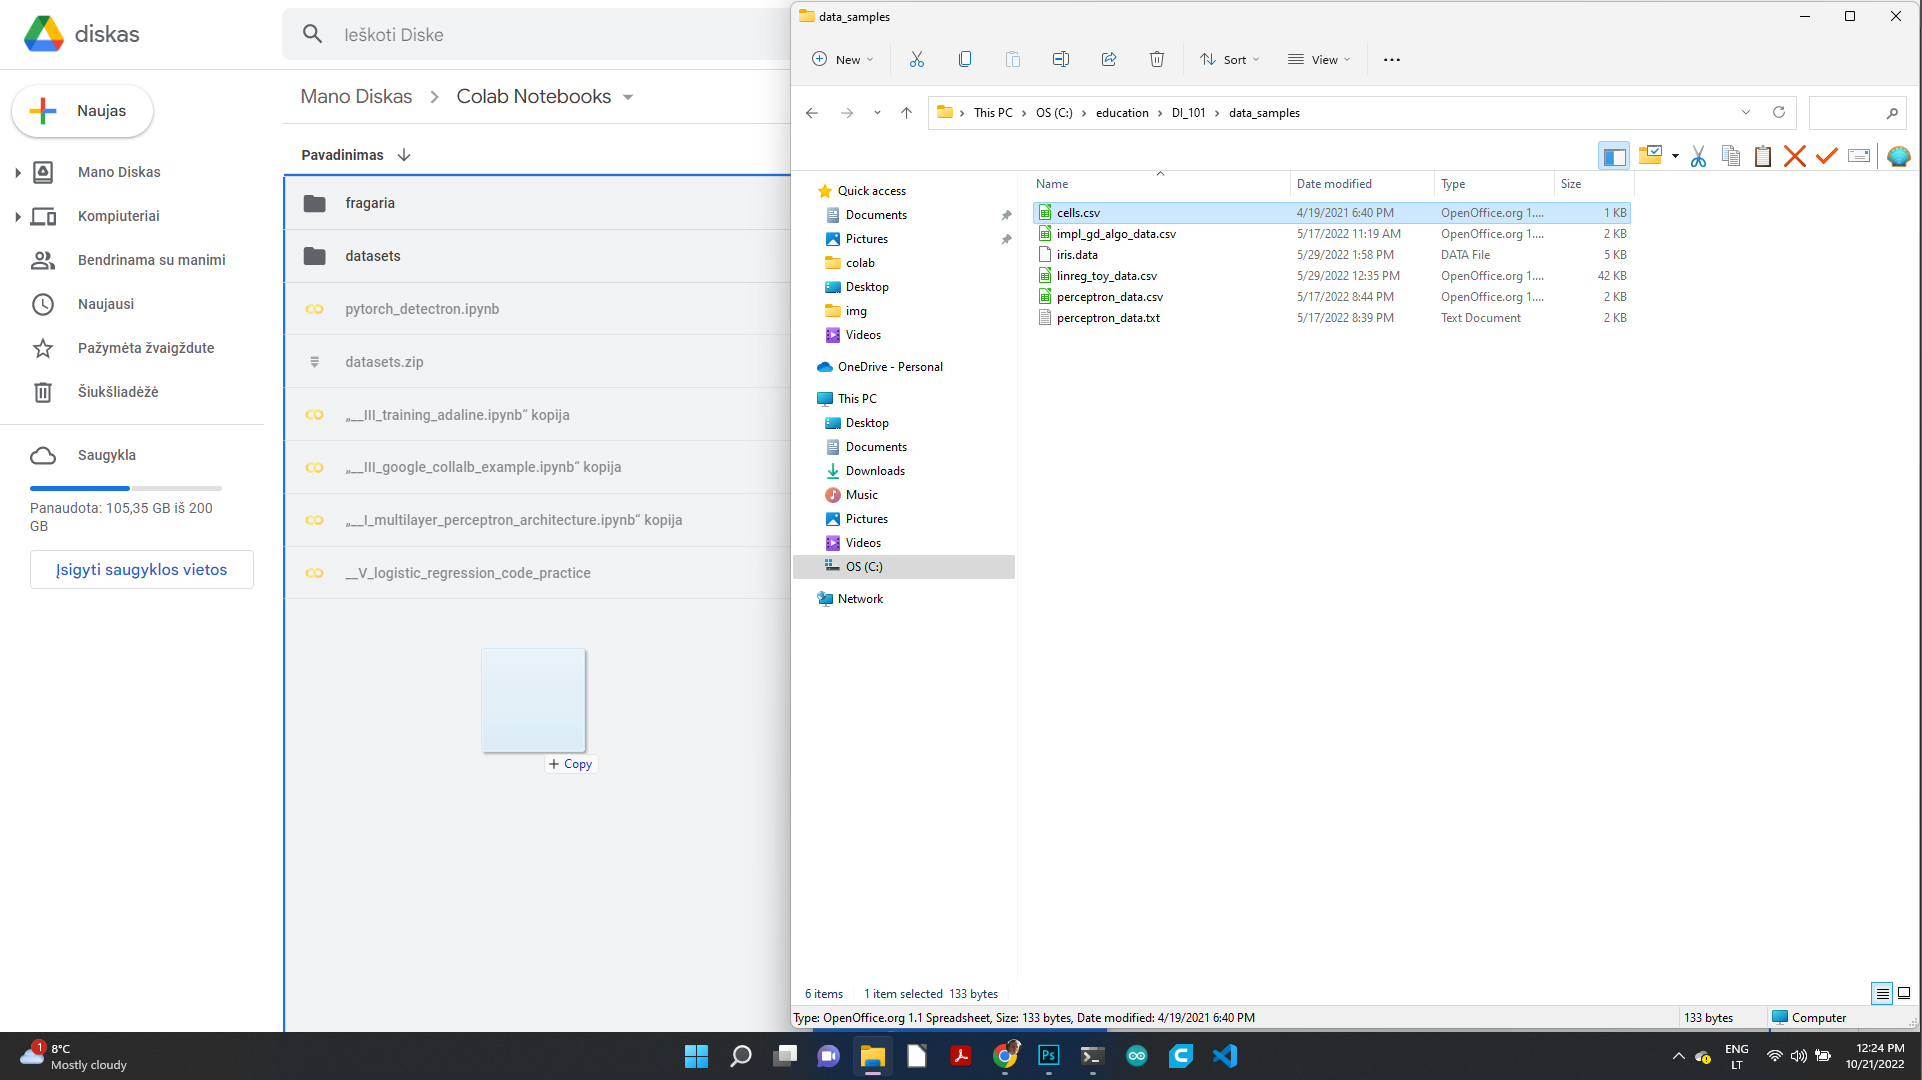 diskas
Ieškoti Diske
Naujas
Mano Diskas
Kompiuteriai
Bendrinama su manimi
Naujausi
Pažymėta žvaigždute
Šiukšliadėžė
Saugykla
Panaudota: 105,35 GB iš 200
GB
Įsigyti saugyklos vietos
Mano Diskas Colab Notebooks
Pavadinimas
fragaria
datasets
pytorch_detectron.ipynb
datasets.zip
„__III_training_adaline.ipynb“ kopija
„__III_google_collalb_example.ipynb“ kopija
„__I_multilayer_perceptron_architecture.ipynb“ kopija
__V_logistic_regression_code_practice
+ Copy
data_samples
New Sort View
This PC OS (C:) education DI_101 data_samples
Quick access
Documents
Pictures
colab
Desktop
img
Videos
OneDrive - Personal
This PC
Desktop
Documents
Downloads
Music
Pictures
Videos
OS (C:)
Network
Name Date modified Type Size
cells.csv 4/19/2021 6:40 PM OpenOffice.org 1.... 1 KB
impl_gd_algo_data.csv 5/17/2022 11:19 AM OpenOffice.org 1.... 2 KB
iris.data 5/29/2022 1:58 PM DATA File 5 KB
linreg_toy_data.csv 5/29/2022 12:35 PM OpenOffice.org 1.... 42 KB
perceptron_data.csv 5/17/2022 8:44 PM OpenOffice.org 1.... 2 KB
perceptron_data.txt 5/17/2022 8:39 PM Text Document 2 KB
6 items 1 item selected 133 bytes
Type: OpenOffice.org 1.1 Spreadsheet, Size: 133 bytes, Date modified: 4/19/2021 6:40 PM 133 bytes Computer
1
8°C
Mostly cloudy
Ps
ENG
LT
12:24 PM
10/21/2022